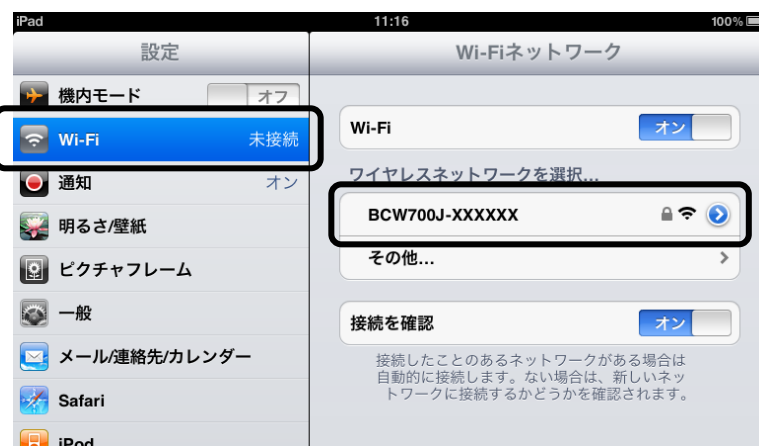 iPad 11:16 100%
設定
機内モード オフ
Wi-Fi 未接続
通知 オン
明るさ/壁紙
ピクチャフレーム
一般
メール/連絡先/カレンダー
Safari
iPod
Wi-Fiネットワーク
Wi-Fi オン
ワイヤレスネットワークを選択...
BCW700J-XXXXXX
その他...
接続を確認 オン
接続したことのあるネットワークがある場合は
自動的に接続します。ない場合は、新しいネッ
トワークに接続するかどうかを確認されます。